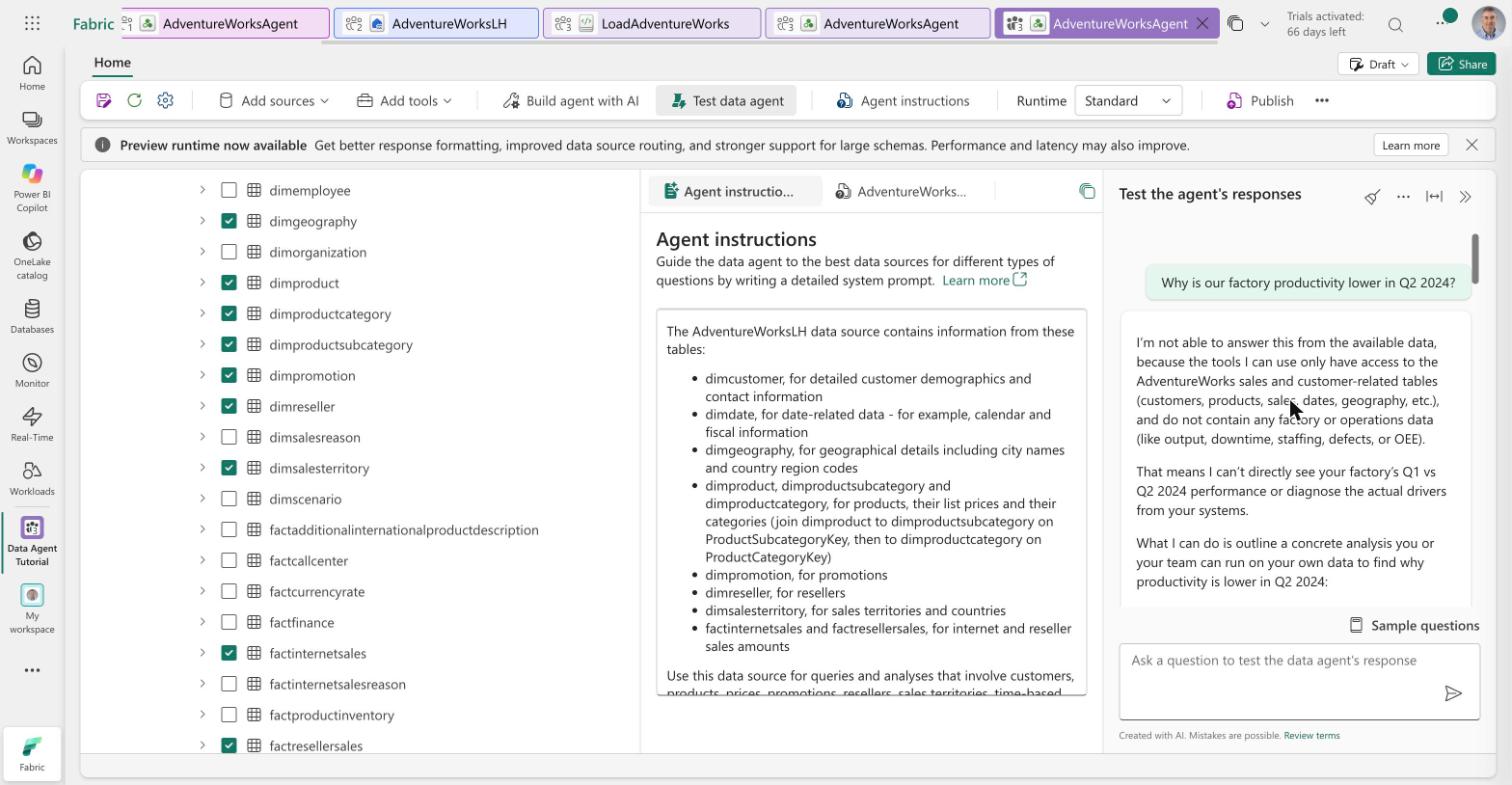 Fabric
AdventureWorksAgent
AdventureWorksLH
LoadAdventureWorks
AdventureWorksAgent
AdventureWorksAgent
Trials activated:
66 days left
Home
Draft
Share
Add sources
Add tools
Build agent with AI
Test data agent
Agent instructions
Runtime
Standard
Publish
Preview runtime now available Get better response formatting, improved data source routing, and stronger support for large schemas. Performance and latency may also improve.
Learn more
Home
Workspaces
Power BI
Copilot
OneLake
catalog
Databases
Monitor
Real-Time
Workloads
Data Agent
Tutorial
My
workspace
Fabric
dimemployee
dimgeography
dimorganization
dimproduct
dimproductcategory
dimproductsubcategory
dimpromotion
dimreseller
dimsalesreason
dimsalesterritory
dimscenario
factadditionalinternationalproductdescription
factcallcenter
factcurrencyrate
factfinance
factinternetsales
factinternetsalesreason
factproductinventory
factresellersales
Agent instructio...
AdventureWorks...
Agent instructions
Guide the data agent to the best data sources for different types of
questions by writing a detailed system prompt. Learn more
The AdventureWorksLH data source contains information from these
tables:
• dimcustomer, for detailed customer demographics and
contact information
• dimdate, for date-related data - for example, calendar and
fiscal information
• dimgeography, for geographical details including city names
and country region codes
• dimproduct, dimproductsubcategory and
dimproductcategory, for products, their list prices and their
categories (join dimproduct to dimproductsubcategory on
ProductSubcategoryKey, then to dimproductcategory on
ProductCategoryKey)
• dimpromotion, for promotions
• dimreseller, for resellers
• dimsalesterritory, for sales territories and countries
• factinternetsales and factresellersales, for internet and reseller
sales amounts
Use this data source for queries and analyses that involve customers,
products, prices, promotions, resellers, sales territories, time-based
Test the agent's responses
Why is our factory productivity lower in Q2 2024?
I'm not able to answer this from the available data,
because the tools I can use only have access to the
AdventureWorks sales and customer-related tables
(customers, products, sales, dates, geography, etc.),
and do not contain any factory or operations data
(like output, downtime, staffing, defects, or OEE).
That means I can't directly see your factory's Q1 vs
Q2 2024 performance or diagnose the actual drivers
from your systems.
What I can do is outline a concrete analysis you or
your team can run on your own data to find why
productivity is lower in Q2 2024:
Sample questions
Ask a question to test the data agent's response
Created with AI. Mistakes are possible. Review terms